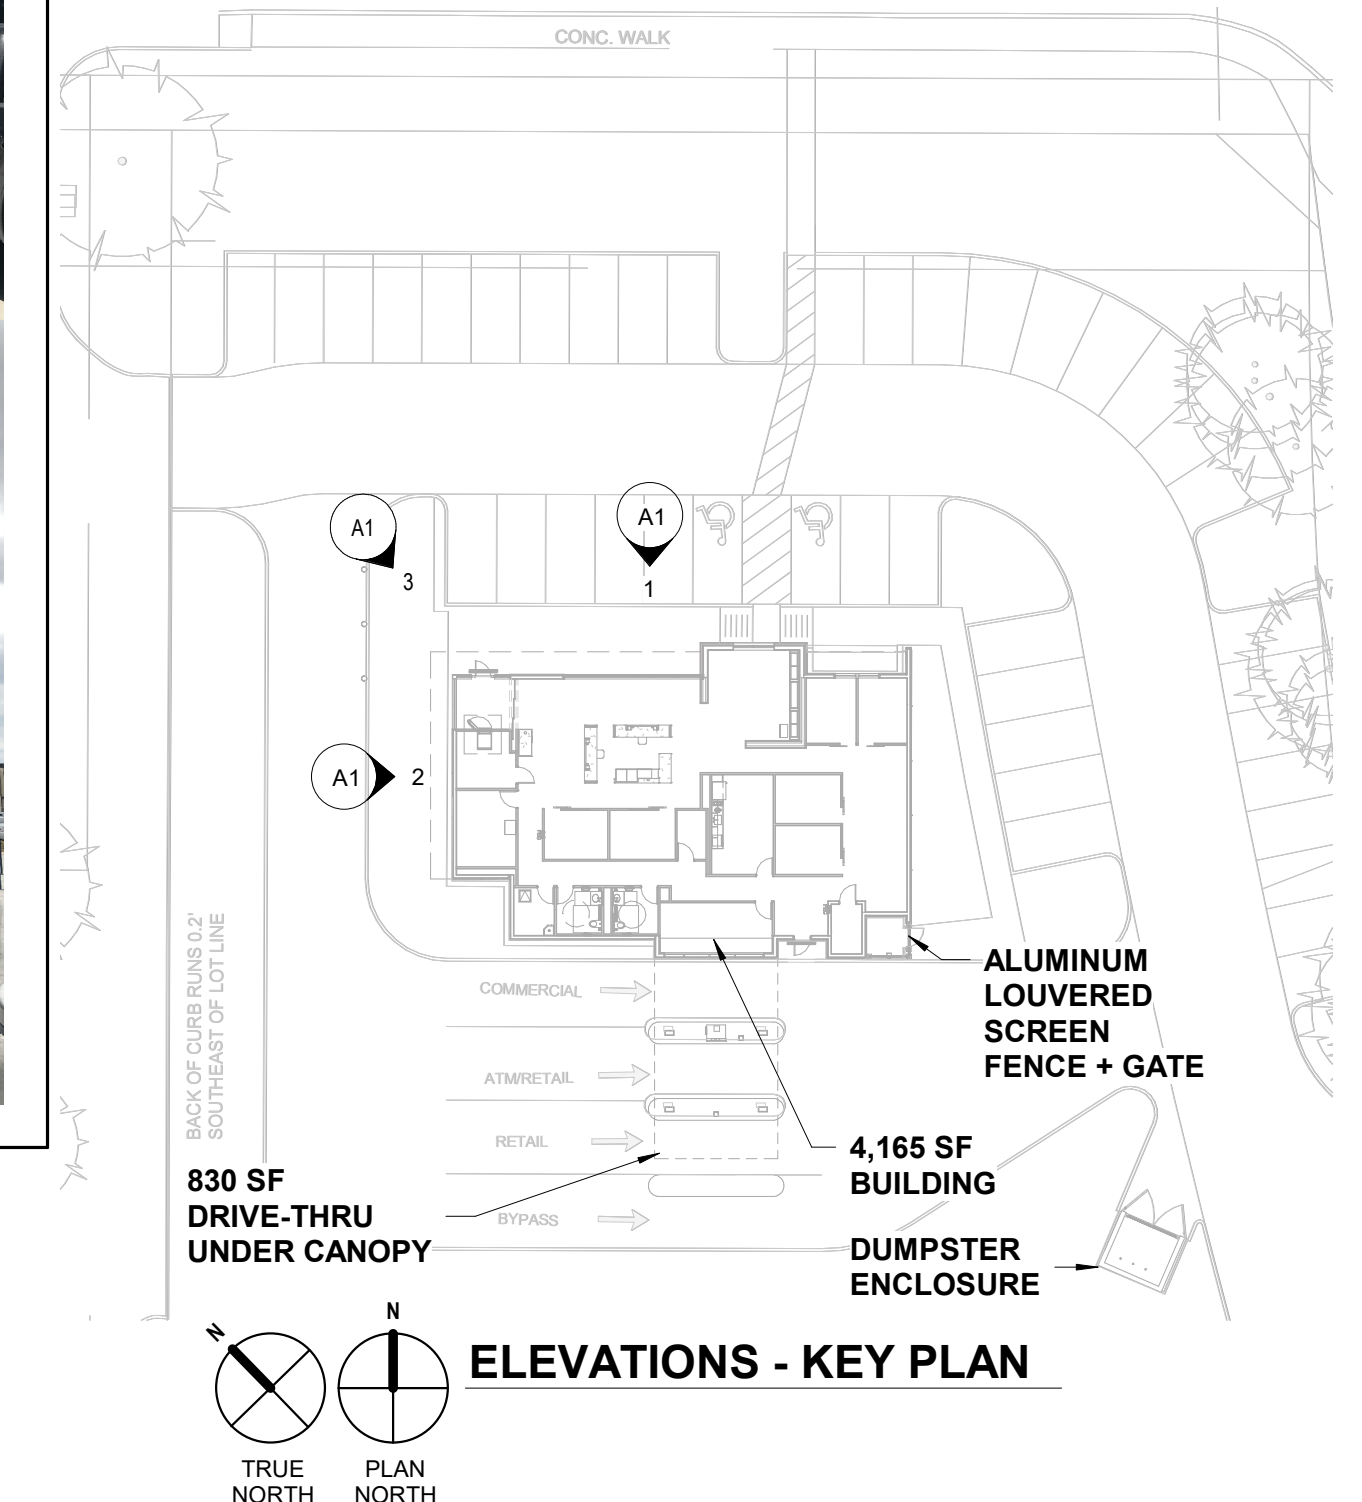 CONC. WALK
A1
3
A1
1
A1
2
BACK OF CURB RUNS 0.2'
SOUTHEAST OF LOT LINE
COMMERCIAL
ATM/RETAIL
RETAIL
BYPASS
ALUMINUM
LOUVERED
SCREEN
FENCE + GATE
4,165 SF
BUILDING
830 SF
DRIVE-THRU
UNDER CANOPY
DUMPSTER
ENCLOSURE
N
N
ELEVATIONS - KEY PLAN
TRUE
NORTH
PLAN
NORTH